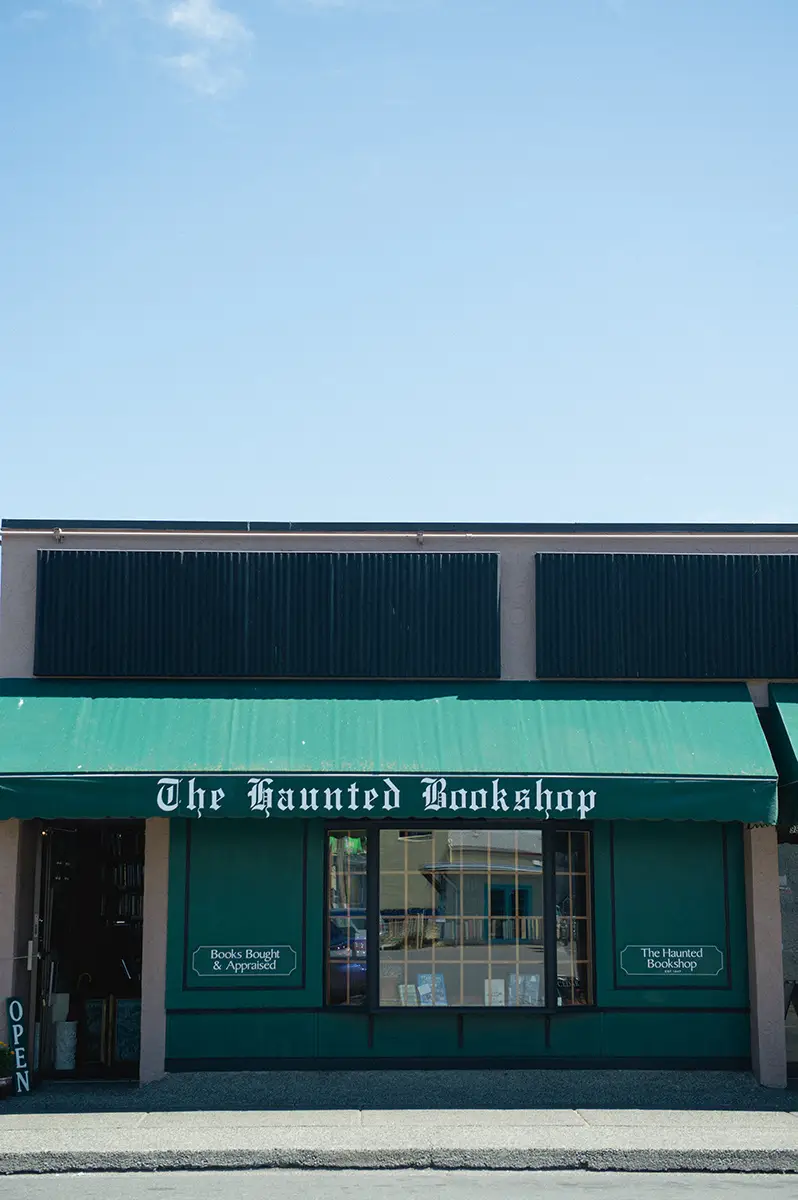 The Haunted Bookshop
Books Bought
& Appraised
The Haunted
Bookshop
OPEN